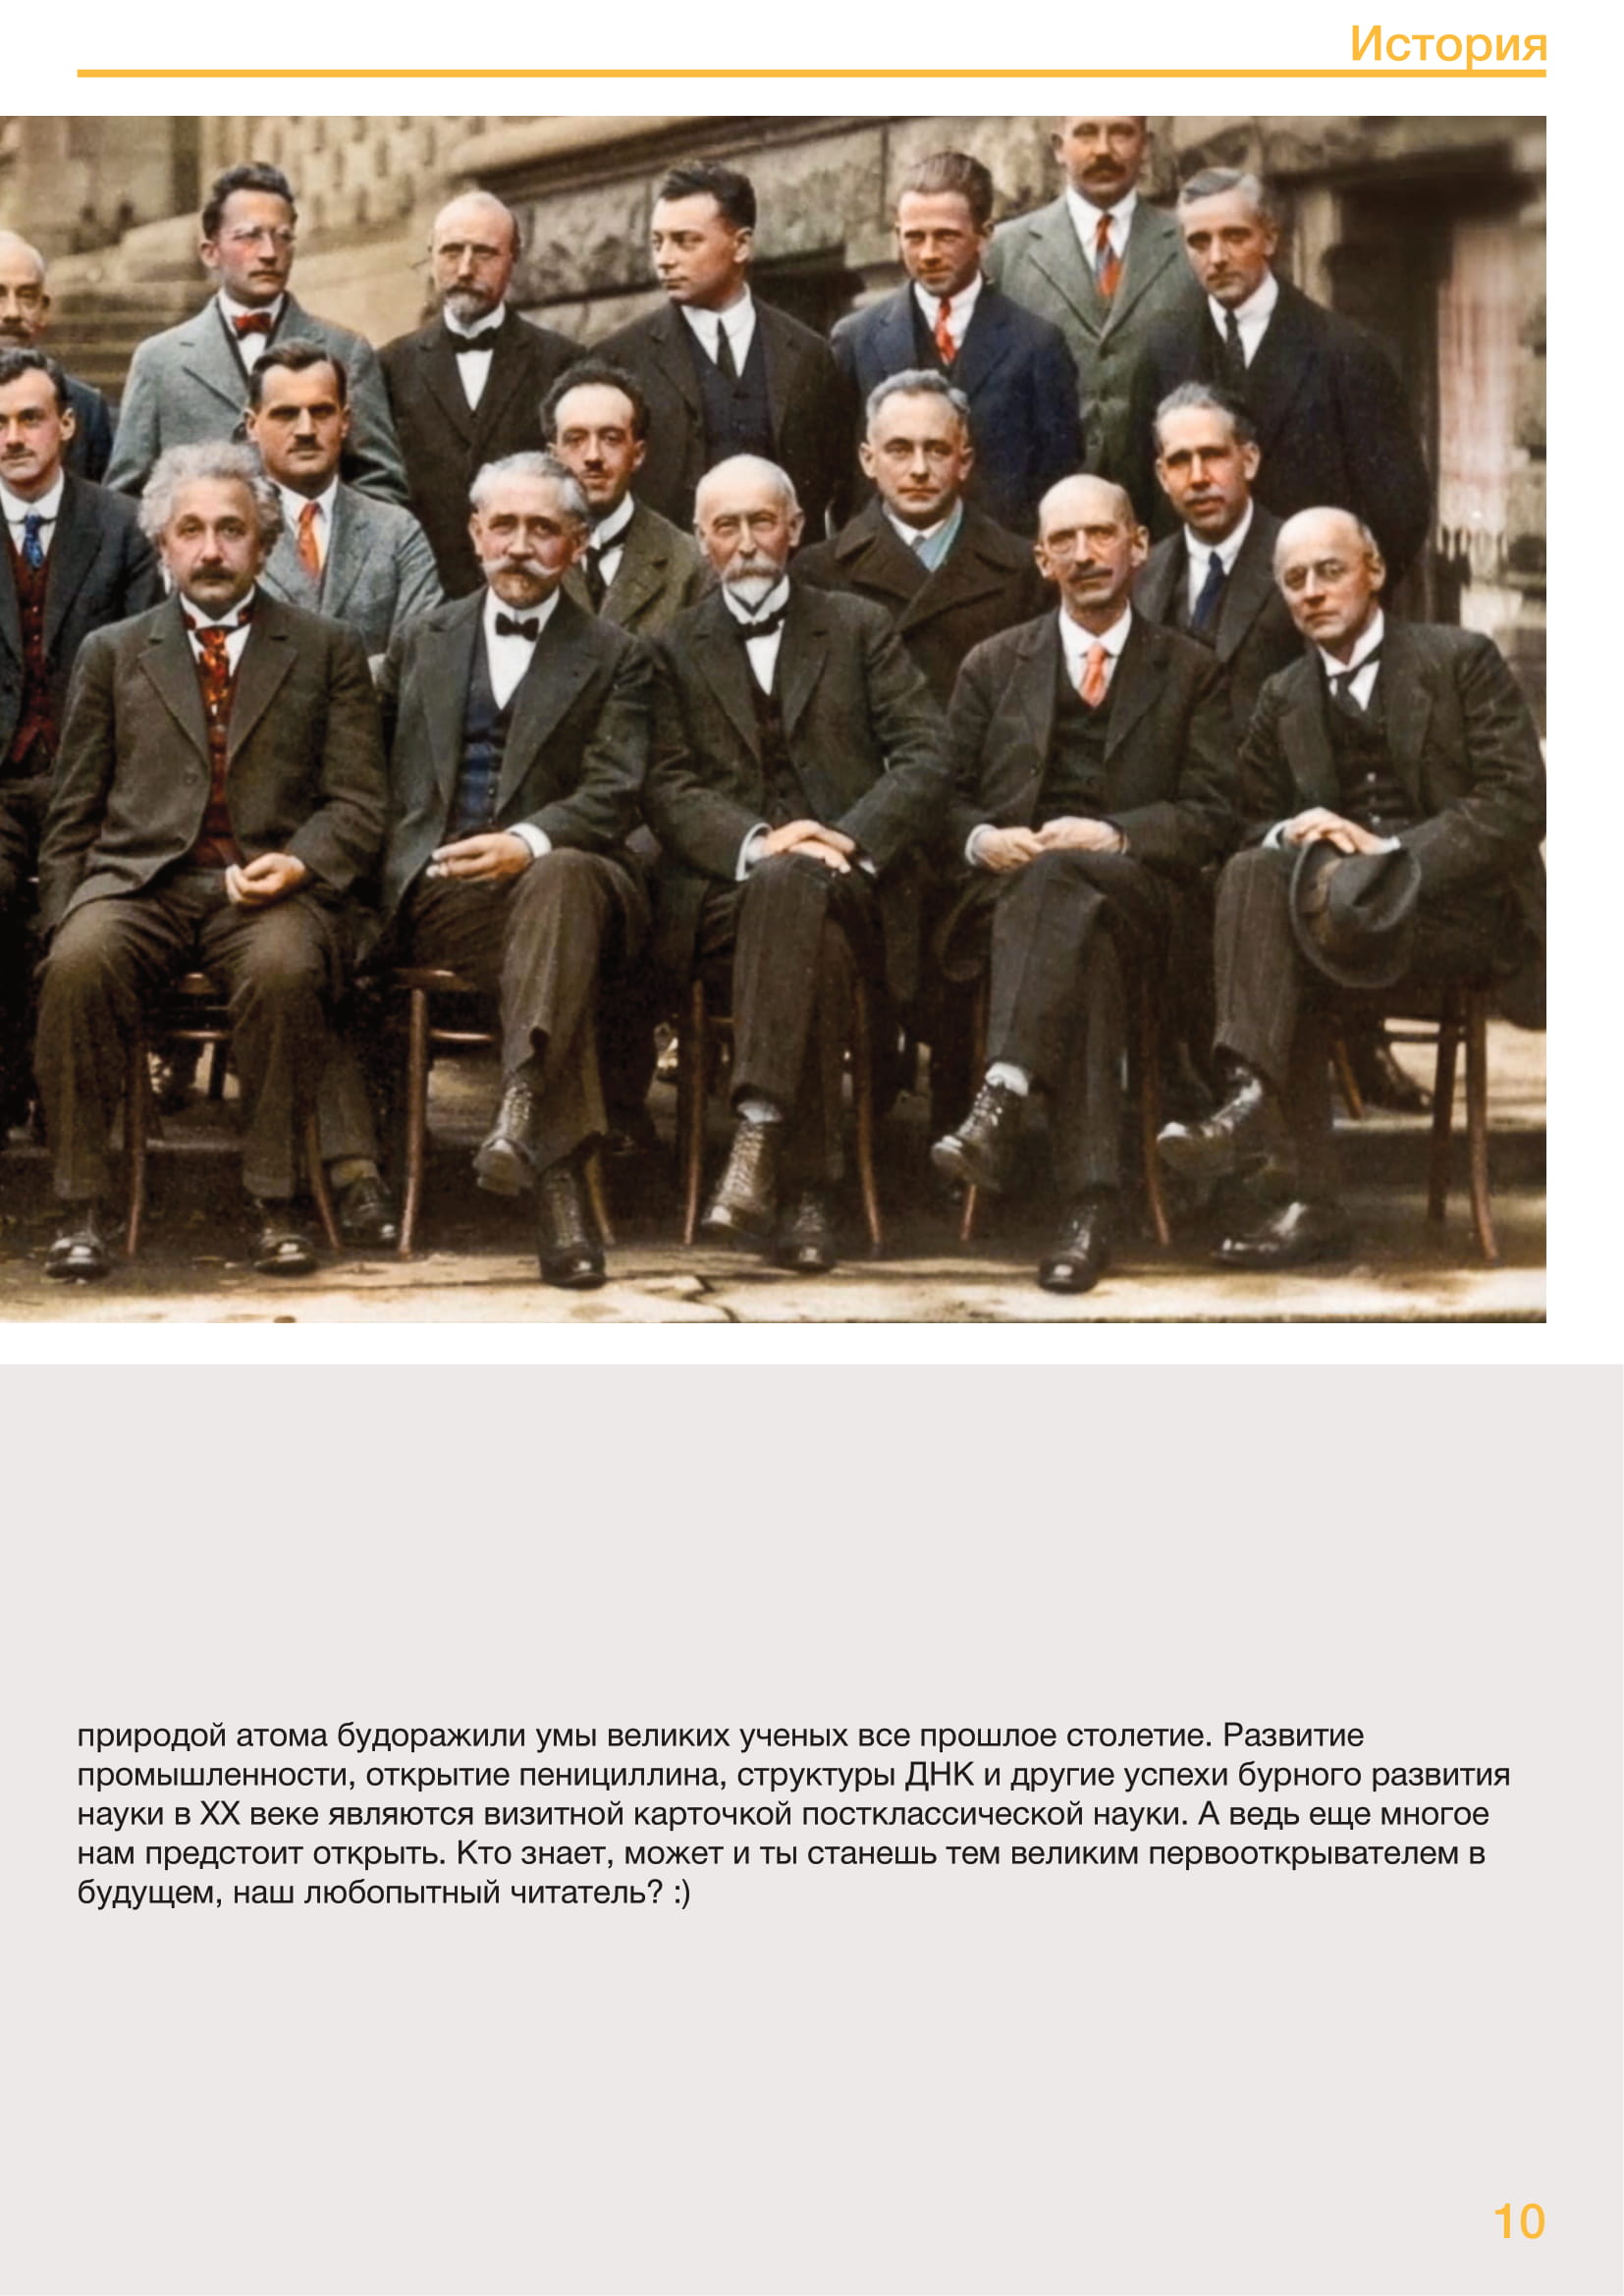 История
природой атома будоражили умы великих ученых все прошлое столетие. Развитие
промышленности, открытие пенициллина, структуры ДНК и другие успехи бурного развития
науки в XX веке являются визитной карточкой постклассической науки. А ведь еще многое
нам предстоит открыть. Кто знает, может и ты станешь тем великим первооткрывателем в
будущем, наш любопытный читатель? :)
10